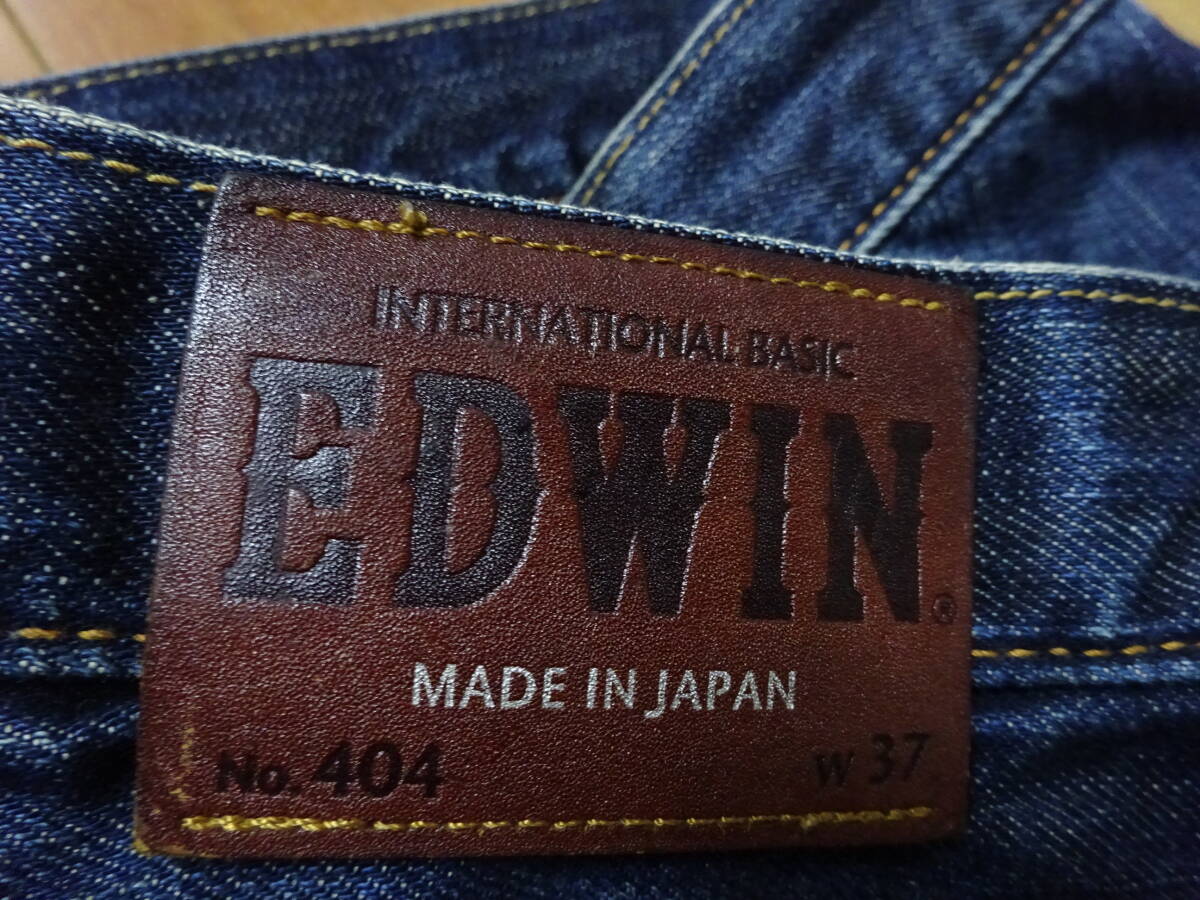 INTERNATIONAL BASIC
EDWIN®
MADE IN JAPAN
No. 404 w 37